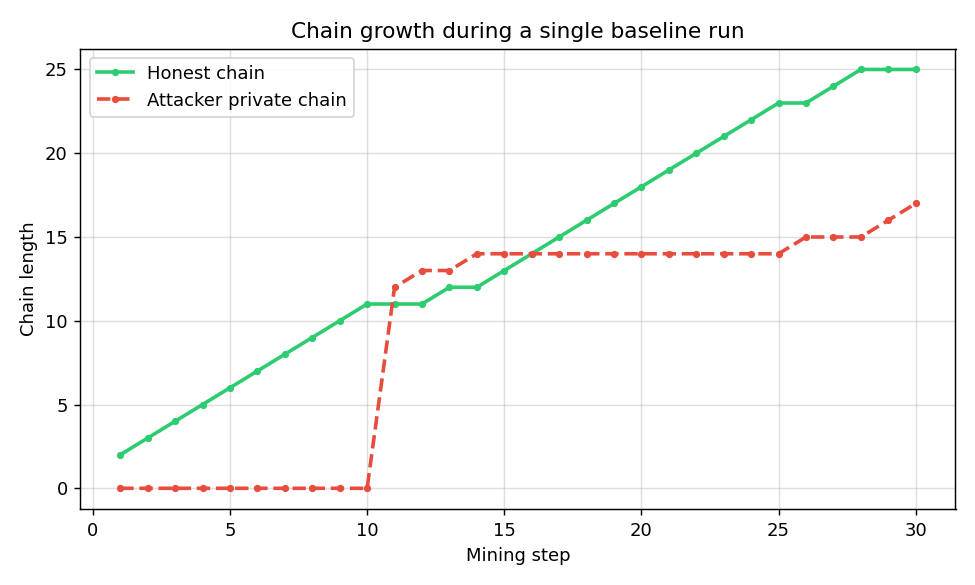 Chain growth during a single baseline run
Honest chain
Attacker private chain
Chain length
25
20
15
10
5
0
0 5 10 15 20 25 30
Mining step